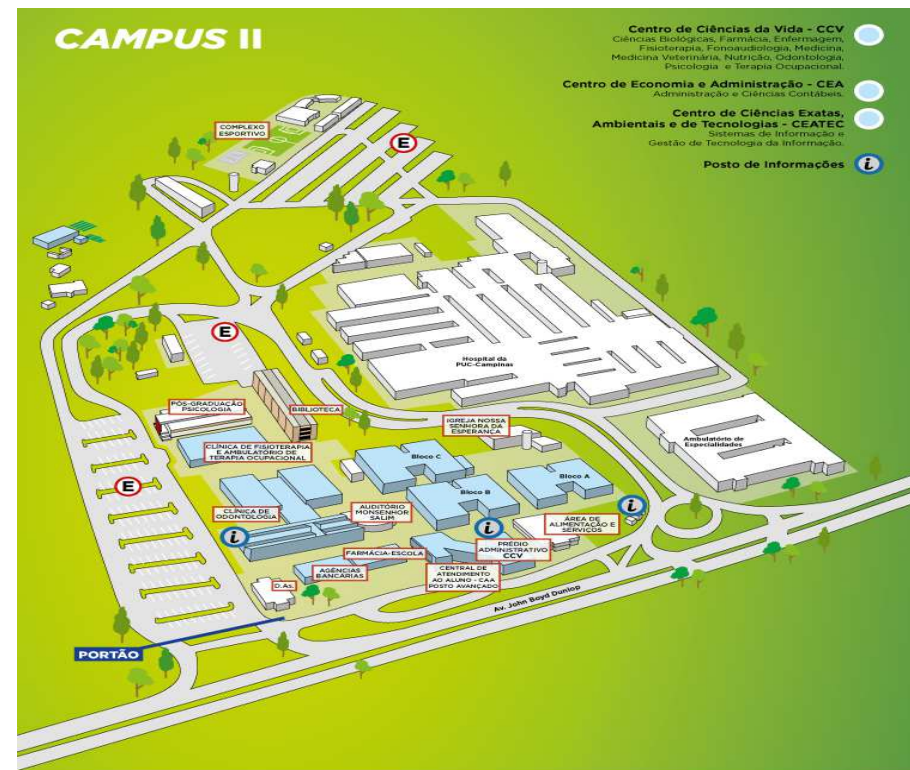 CAMPUS II
Centro de Ciências da Vida - CCV
Ciências Biológicas, Farmácia, Enfermagem,
Fisioterapia, Fonoaudiologia, Medicina,
Medicina Veterinária, Nutrição, Odontologia,
Psicologia e Terapia Ocupacional.
Centro de Economia e Administração - CEA
Administração e Ciências Contábeis.
Centro de Ciências Exatas,
Ambientais e de Tecnologias - CEATEC
Sistemas de Informação e
Gestão de Tecnologia da Informação.
Posto de Informações
i
COMPLEXO
ESPORTIVO
E
E
Hospital da
PUC-Campinas
PÓS-GRADUAÇÃO
PSICOLOGIA
BIBLIOTECA
IGREJA NOSSA
SENHORA DA
ESPERANÇA
Ambulatório de
Especialidades
CLÍNICA DE FISIOTERAPIA
E AMBULATÓRIO DE
TERAPIA OCUPACIONAL
Bloco C
Bloco A
Bloco B
E
CLÍNICA DE
ODONTOLOGIA
AUDITÓRIO
MONSENHOR
SALIM
i
i
i
ÁREA DE
ALIMENTAÇÃO E
SERVIÇOS
PRÉDIO
ADMINISTRATIVO
CCV
FARMÁCIA-ESCOLA
AGÊNCIAS
BANCÁRIAS
CENTRAL DE
ATENDIMENTO
AO ALUNO - CAA
POSTO AVANÇADO
D.As.
Av. John Boyd Dunlop
PORTÃO